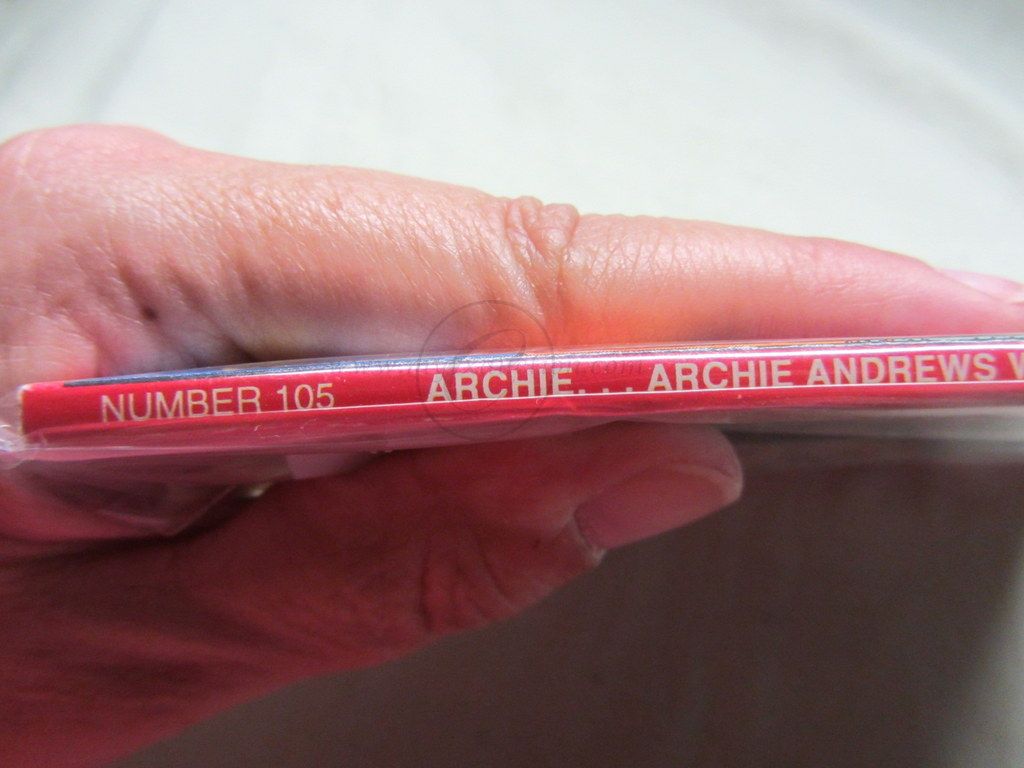 NUMBER 105 ARCHIE. . . ARCHIE ANDREWS W